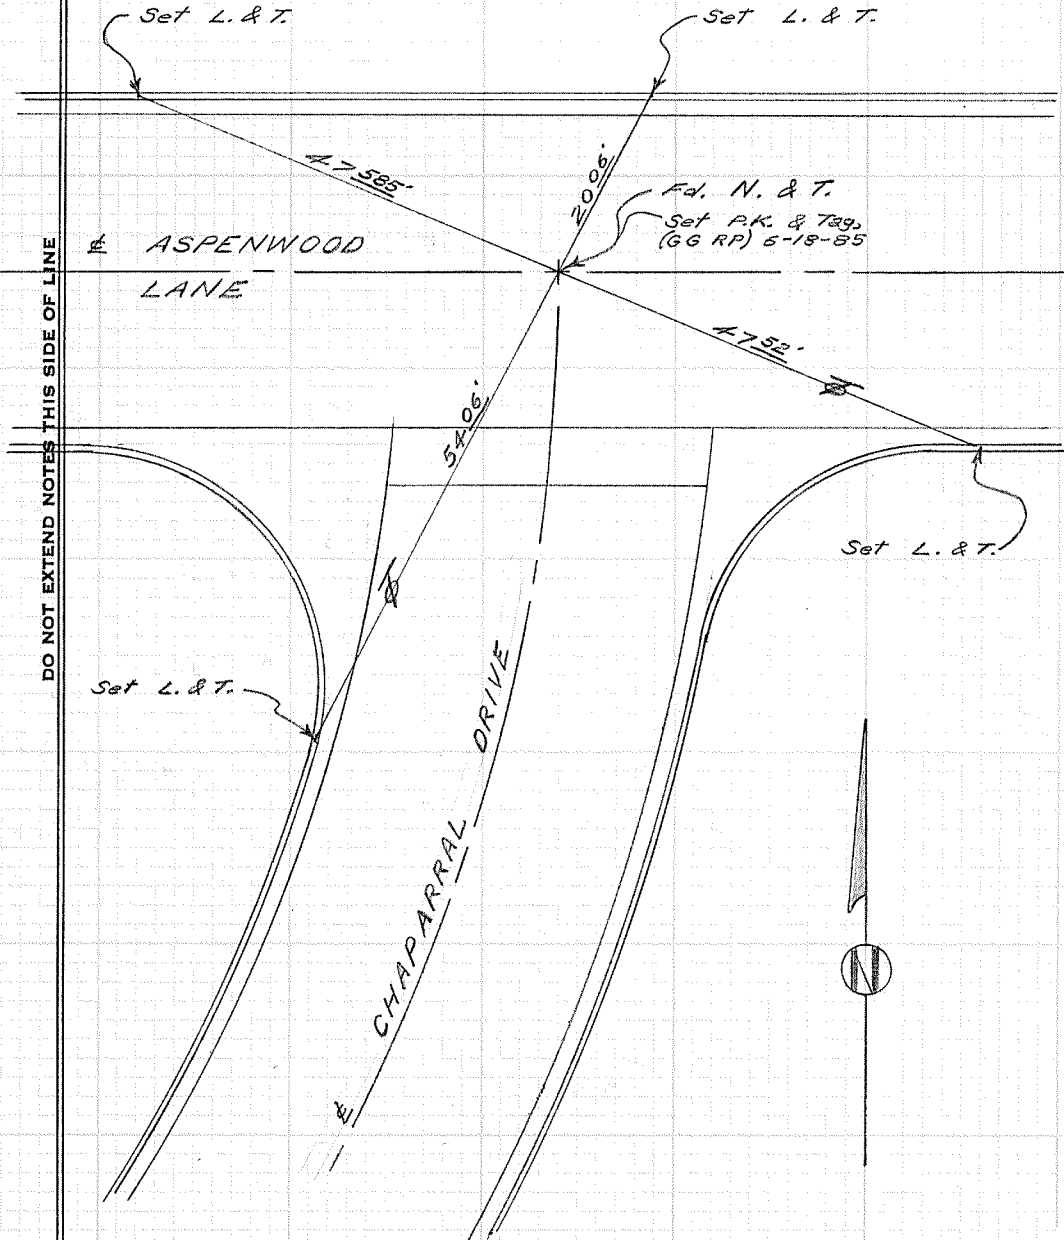 Set L. & T.
Set L. & T.
47.585'
20.06'
Fd. N. & T.
Set P.K. & Tag,
(GG RP) 6-18-85
℄ ASPENWOOD
LANE
47.52'
54.06'
Set L. & T.
Set L. & T.
℄ CHAPARRAL DRIVE
N
DO NOT EXTEND NOTES THIS SIDE OF LINE